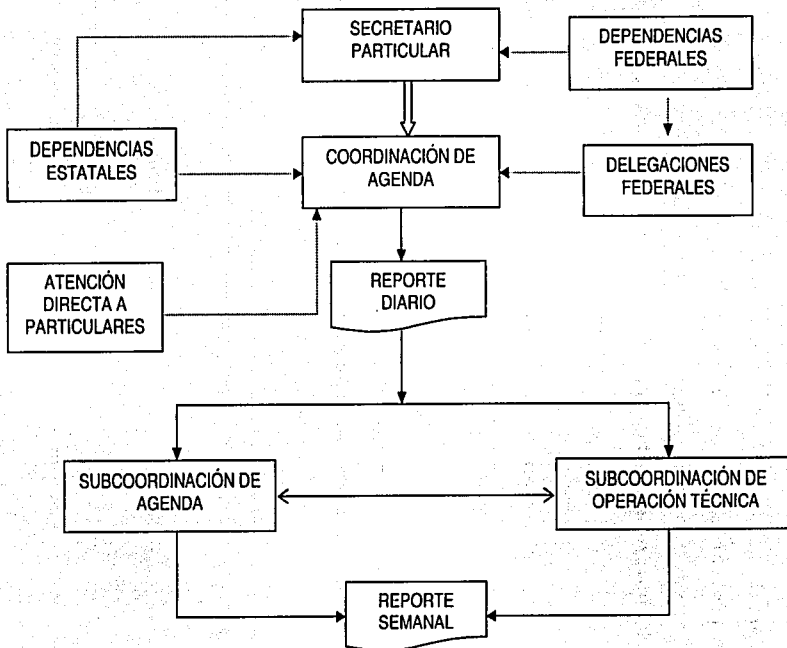 SECRETARIO
PARTICULAR
DEPENDENCIAS
FEDERALES
DEPENDENCIAS
ESTATALES
COORDINACIÓN DE
AGENDA
DELEGACIONES
FEDERALES
ATENCIÓN
DIRECTA A
PARTICULARES
REPORTE
DIARIO
SUBCOORDINACIÓN DE
AGENDA
SUBCOORDINACIÓN DE
OPERACIÓN TÉCNICA
REPORTE
SEMANAL